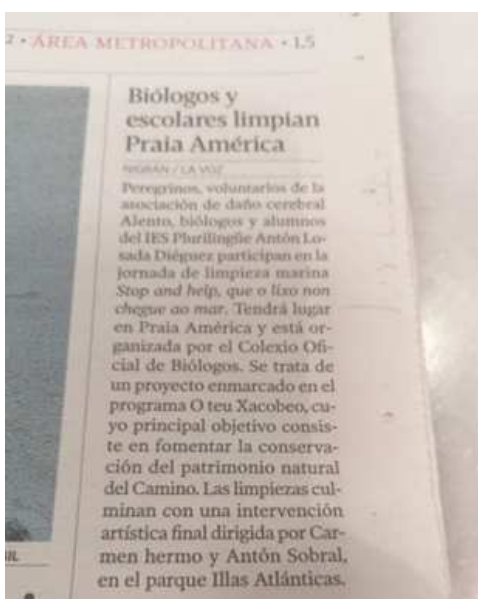 2 • ÁREA METROPOLITANA • L5
Biólogos y
escolares limpian
Praia América
NIGRÁN / LA VOZ
Peregrinos, voluntarios de la
asociación de daño cerebral
Alento, biólogos y alumnos
del IES Plurilingüe Antón Lo-
sada Diéguez participan en la
jornada de limpieza marina
Stop and help, que o lixo non
chegue ao mar. Tendrá lugar
en Praia América y está or-
ganizada por el Colexio Ofi-
cial de Biólogos. Se trata de
un proyecto enmarcado en el
programa O teu Xacobeo, cu-
yo principal objetivo consis-
te en fomentar la conserva-
ción del patrimonio natural
del Camino. Las limpiezas cul-
minan con una intervención
artística final dirigida por Car-
men hermo y Antón Sobral,
en el parque Illas Atlánticas.